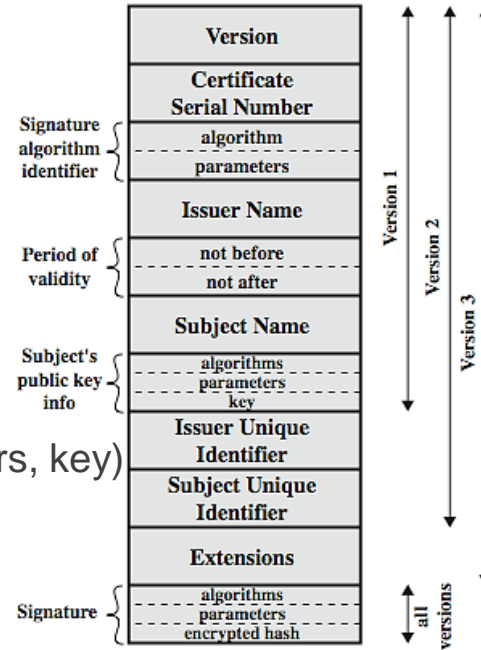 Version
Certificate
Serial Number
Signature
algorithm
identifier
algorithm
parameters
Issuer Name
Period of
validity
not before
not after
Subject Name
Subject's
public key
info
algorithms
parameters
key
rs, key)
Issuer Unique
Identifier
Subject Unique
Identifier
Extensions
Signature
algorithms
parameters
encrypted hash
Version 1
Version 2
Version 3
all
versions